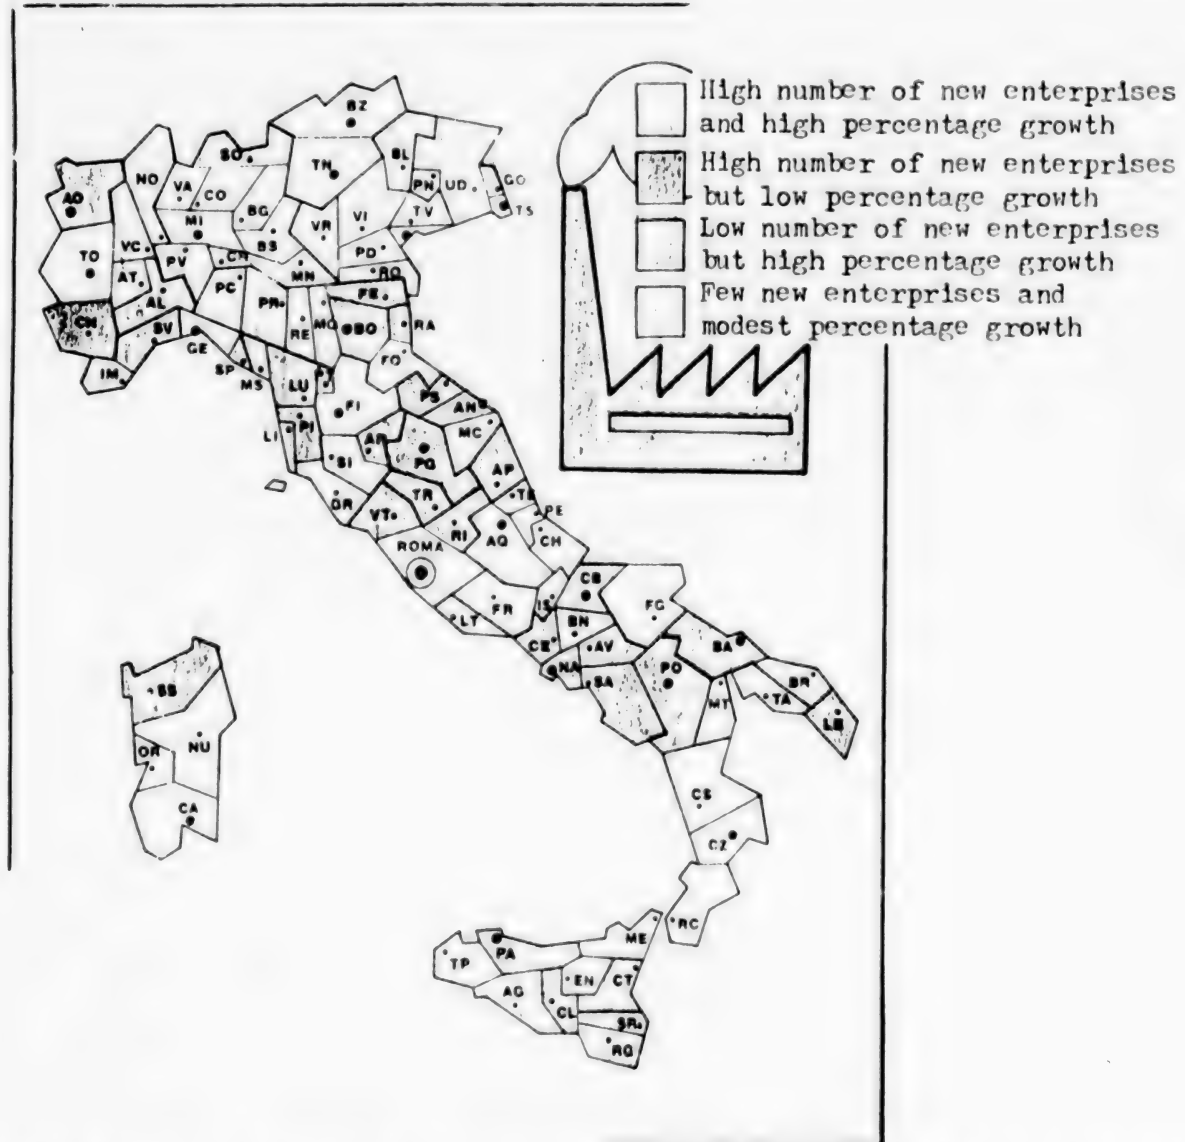 High number of new enterprises
and high percentage growth
High number of new enterprises
but low percentage growth
Low number of new enterprises
but high percentage growth
Few new enterprises and
modest percentage growth
BZ
SO
TN
BL
NO
VA
CO
PN
UD
GO
AO
BG
TS
MI
VR
VI
TV
BS
TO
VC
PV
CR
PD
MN
RO
AT
PC
AL
PR
FE
CN
SV
RE
MO
BO
RA
GE
FO
IM
SP
MS
LU
PS
FI
AN
LI
PI
MC
AR
SI
PG
AP
GR
TR
TE
VT
PE
RI
AQ
CH
ROMA
CB
IS
FR
FG
LT
BN
CE
AV
BA
NA
PO
SA
BR
MT
TA
LE
SS
OR
NU
CA
CS
CZ
RC
ME
TP
PA
EN
CT
AG
CL
SR
RG